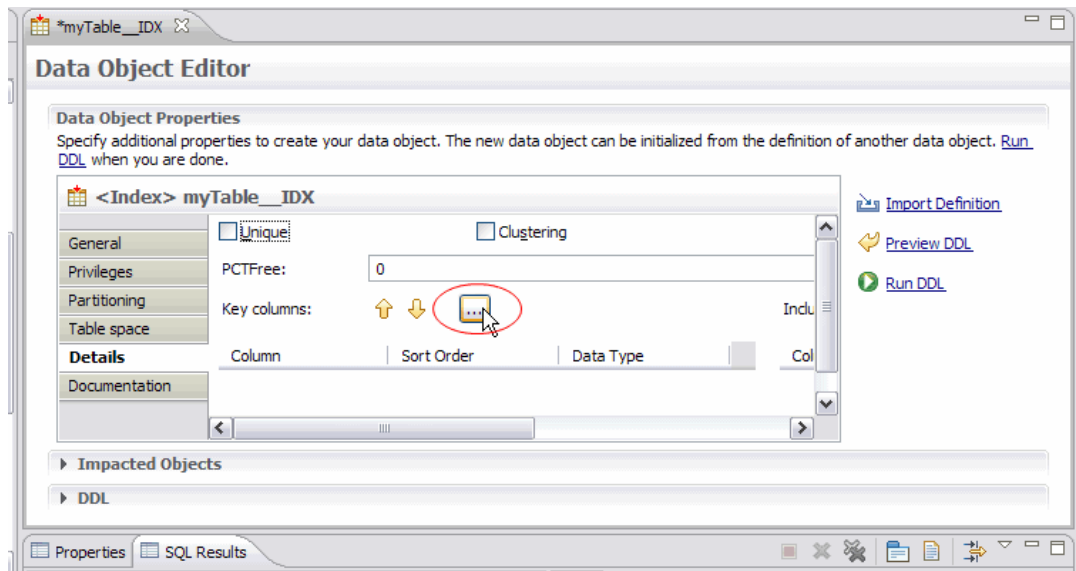 *myTable__IDX
Data Object Editor
Data Object Properties
Specify additional properties to create your data object. The new data object can be initialized from the definition of another data object. Run
DDL when you are done.
<Index> myTable__IDX
Import Definition
Preview DDL
Run DDL
General
Privileges
Partitioning
Table space
Details
Documentation
Unique
Clustering
PCTFree: 0
Key columns: ... Inclu
Column Sort Order Data Type Col
Impacted Objects
DDL
Properties SQL Results